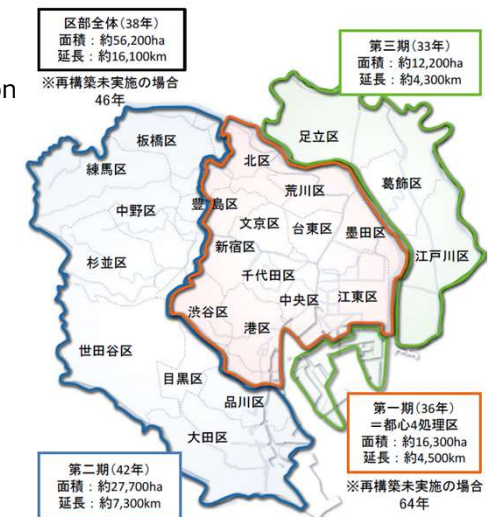 区部全体(38年)
面積：約56,200ha
延長：約16,100km
※再構築未実施の場合
46年
on
第三期(33年)
面積：約12,200ha
延長：約4,300km
足立区
板橋区
北区
練馬区
葛飾区
荒川区
豊島区
中野区
文京区
台東区
墨田区
新宿区
江戸川区
杉並区
千代田区
中央区
江東区
渋谷区
港区
世田谷区
目黒区
品川区
大田区
第一期(36年)
＝都心4処理区
面積：約16,300ha
延長：約4,500km
※再構築未実施の場合
64年
第二期(42年)
面積：約27,700ha
延長：約7,300km